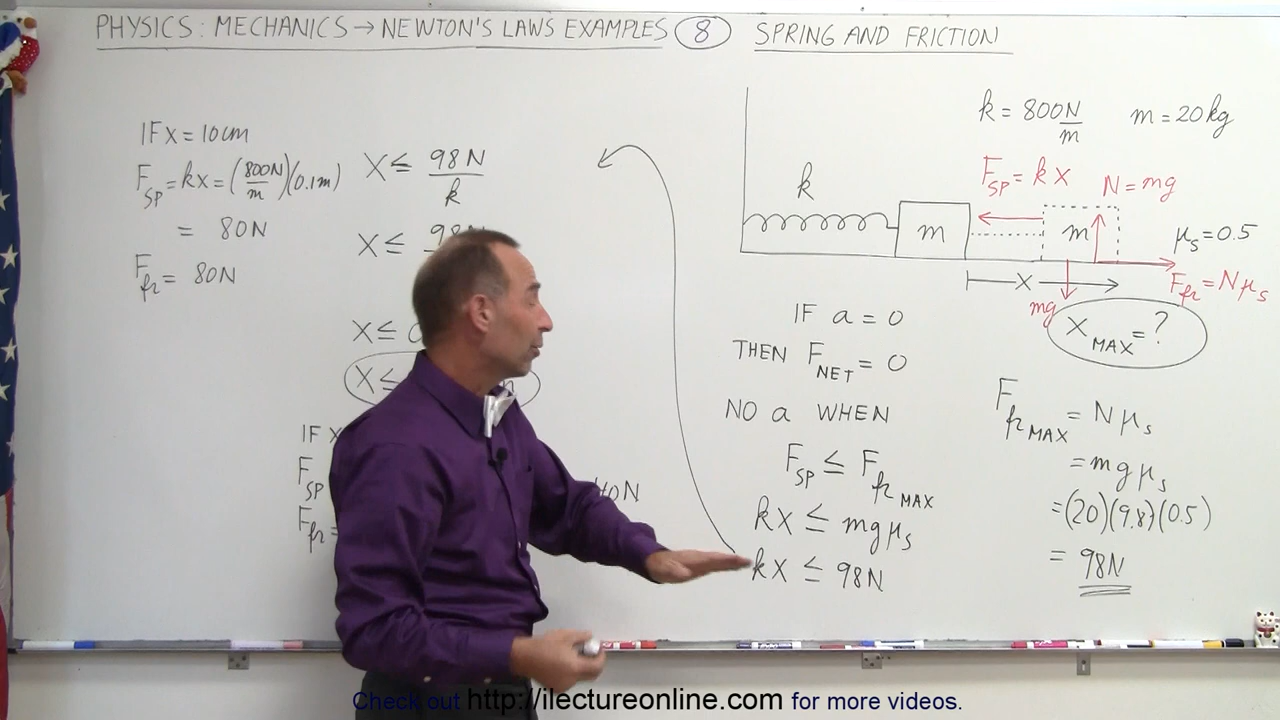 PHYSICS: MECHANICS → NEWTON'S LAWS EXAMPLES 8 SPRING AND FRICTION
IF X = 10cm
F_SP = kx = (800N/m)(0.1m)
= 80N
F_fr = 80N
X ≤ 98N/k
X ≤
X ≤
X ≤
IF X
F_SP
40N
F_fr =
k = 800N/m m = 20kg
F_SP = kX N = mg
k
m
m
μ_s = 0.5
X
mg
F_fr = Nμ_s
X_MAX = ?
IF a = 0
THEN F_NET = 0
NO a WHEN
F_SP ≤ F_fr MAX
kX ≤ mgμ_s
kX ≤ 98N
F_fr MAX = Nμ_s
= mgμ_s
= (20)(9.8)(0.5)
= 98N
Check out http://ilectureonline.com for more videos.